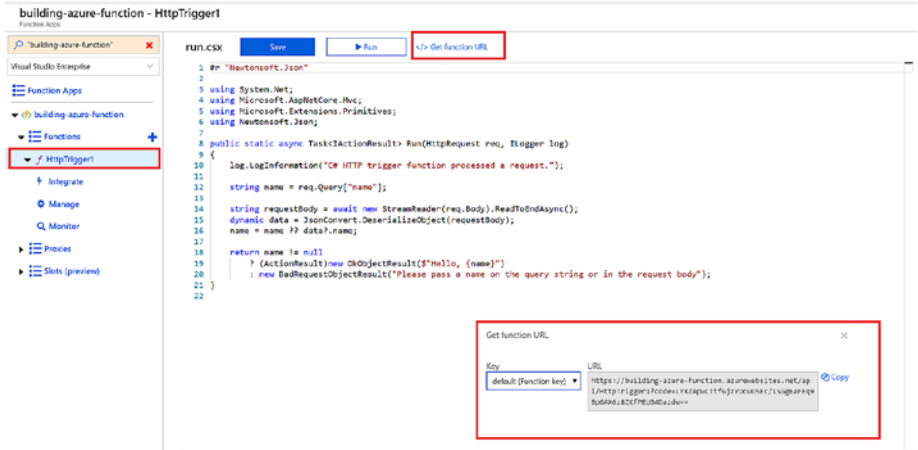 building-azure-function - HttpTrigger1
Function Apps
"building-azure-function"
Visual Studio Enterprise
Function Apps
building-azure-function
Functions
HttpTrigger1
Integrate
Manage
Monitor
Proxies
Slots (preview)
run.csx Save Run </> Get function URL
1 #r "Newtonsoft.Json"
2
3 using System.Net;
4 using Microsoft.AspNetCore.Mvc;
5 using Microsoft.Extensions.Primitives;
6 using Newtonsoft.Json;
7
8 public static async Task<IActionResult> Run(HttpRequest req, ILogger log)
9 {
10 log.LogInformation("C# HTTP trigger function processed a request.");
11
12 string name = req.Query["name"];
13
14 string requestBody = await new StreamReader(req.Body).ReadToEndAsync();
15 dynamic data = JsonConvert.DeserializeObject(requestBody);
16 name = name ?? data?.name;
17
18 return name != null
19 ? (ActionResult)new OkObjectResult($"Hello, {name}")
20 : new BadRequestObjectResult("Please pass a name on the query string or in the request body");
21 }
22
Get function URL
Key URL
default (Function key)
https://building-azure-function.azurewebsites.net/ap
Copy